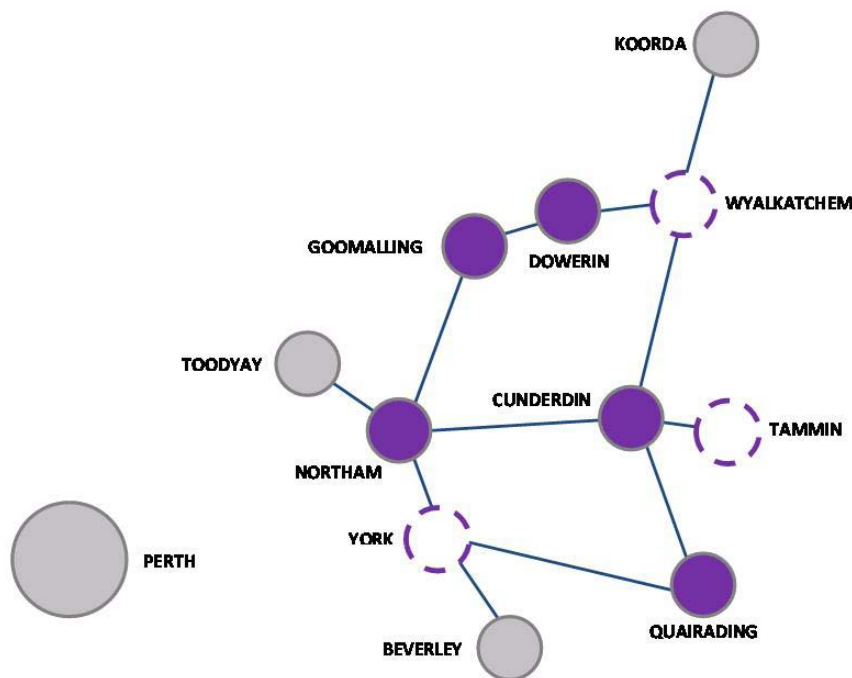 KOORDA
WYALKATCHEM
GOOMALLING
DOWERIN
TOODYAY
CUNDERDIN
TAMMIN
NORTHAM
YORK
PERTH
QUAIRADING
BEVERLEY